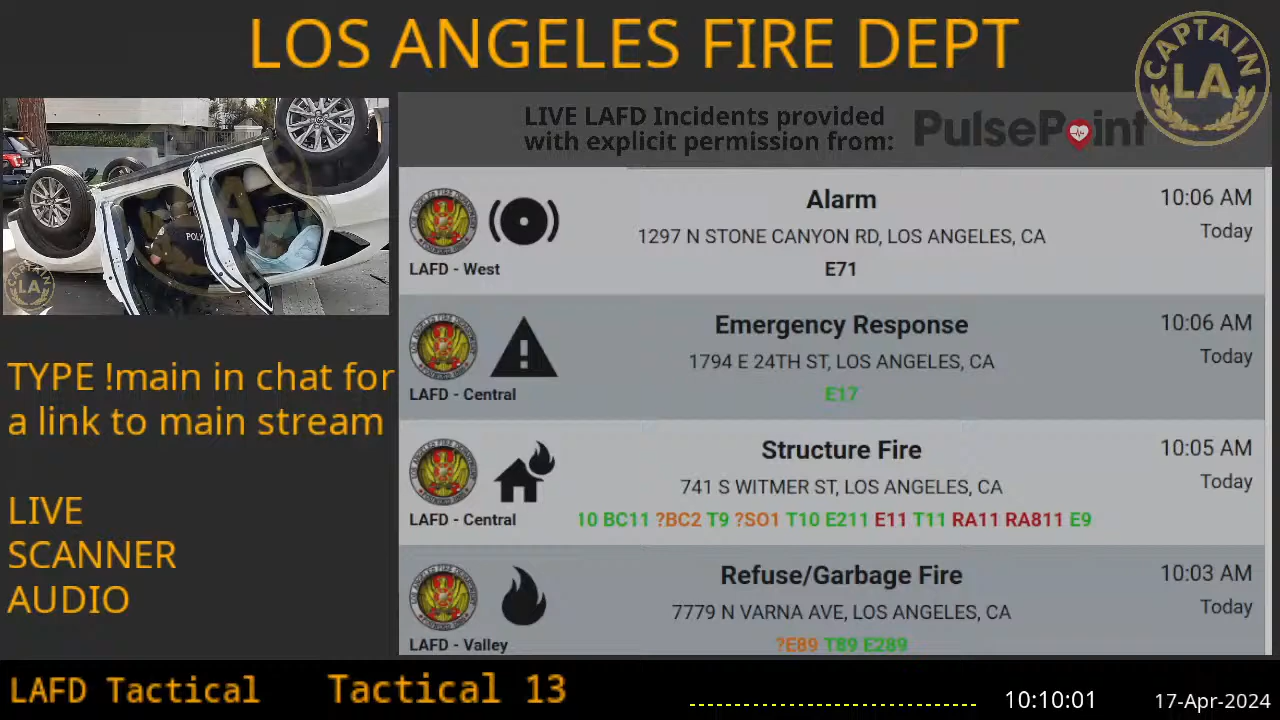 LOS ANGELES FIRE DEPT
CAPTAIN
LA
LIVE LAFD Incidents provided
with explicit permission from:
PulsePoint
POLI
LA
Alarm
10:06 AM
1297 N STONE CANYON RD, LOS ANGELES, CA
Today
LAFD - West
E71
Emergency Response
10:06 AM
1794 E 24TH ST, LOS ANGELES, CA
Today
LAFD - Central
E17
Structure Fire
10:05 AM
741 S WITMER ST, LOS ANGELES, CA
Today
LAFD - Central
10 BC11 ?BC2 T9 ?SO1 T10 E211 E11 T11 RA11 RA811 E9
Refuse/Garbage Fire
10:03 AM
7779 N VARNA AVE, LOS ANGELES, CA
Today
LAFD - Valley
?E89 T89 E289
TYPE !main in chat for
a link to main stream
LIVE
SCANNER
AUDIO
LAFD Tactical
Tactical 13
10:10:01
17-Apr-2024